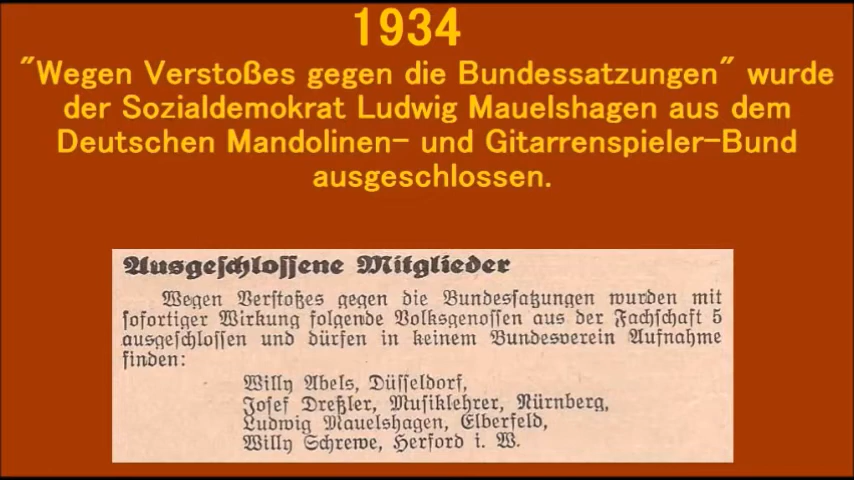 1934
"Wegen Verstoßes gegen die Bundessatzungen" wurde
der Sozialdemokrat Ludwig Mauelshagen aus dem
Deutschen Mandolinen- und Gitarrenspieler-Bund
ausgeschlossen.
Ausgeschlossene Mitglieder
Wegen Verstoßes gegen die Bundessatzungen wurden mit
sofortiger Wirkung folgende Volksgenossen aus der Fachschaft 5
ausgeschlossen und dürfen in keinem Bundesverein Aufnahme
finden:
Willy Abels, Düsseldorf,
Josef Dreßler, Musiklehrer, Nürnberg,
Ludwig Mauelshagen, Elberfeld,
Willy Schrewe, Herford i. W.